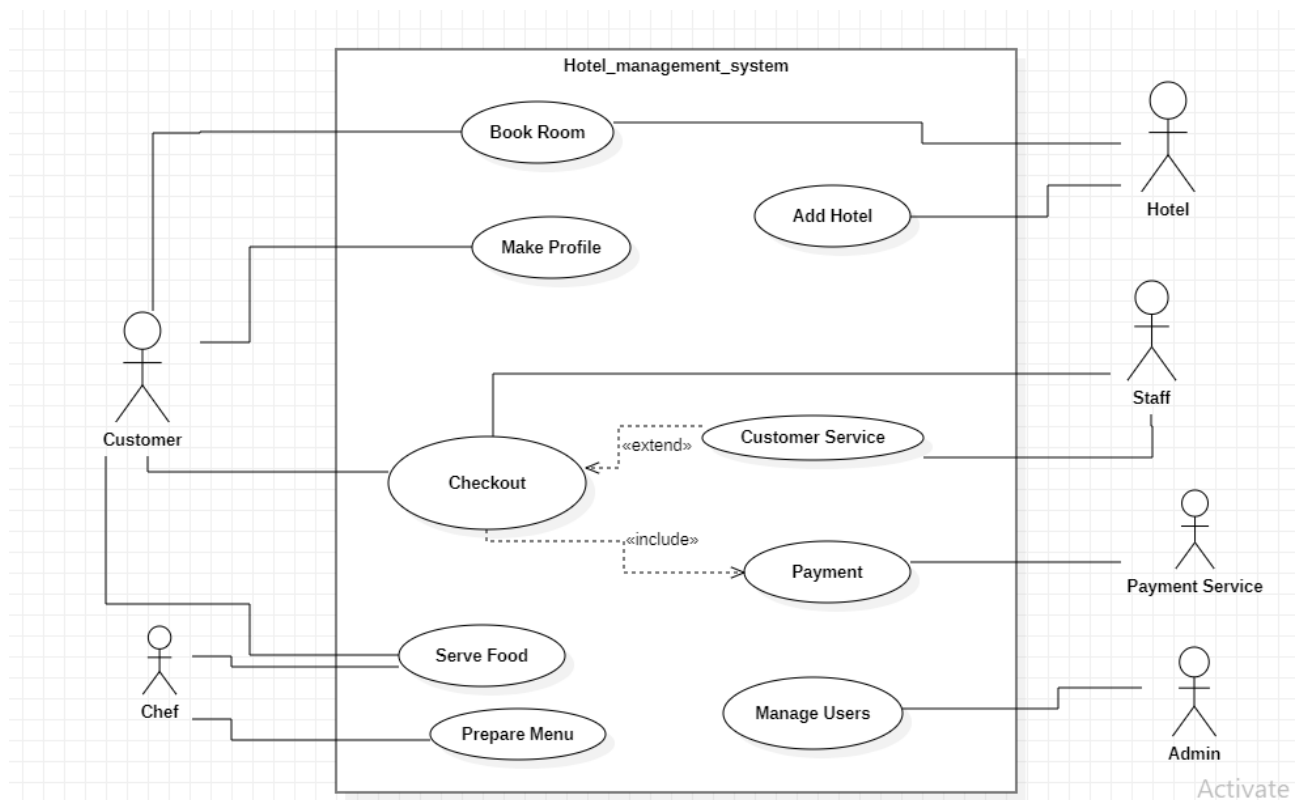 Hotel_management_system
Book Room
Add Hotel
Hotel
Make Profile
Staff
Customer
Customer Service
«extend»
Checkout
«include»
Payment
Payment Service
Serve Food
Chef
Manage Users
Prepare Menu
Admin
Activate